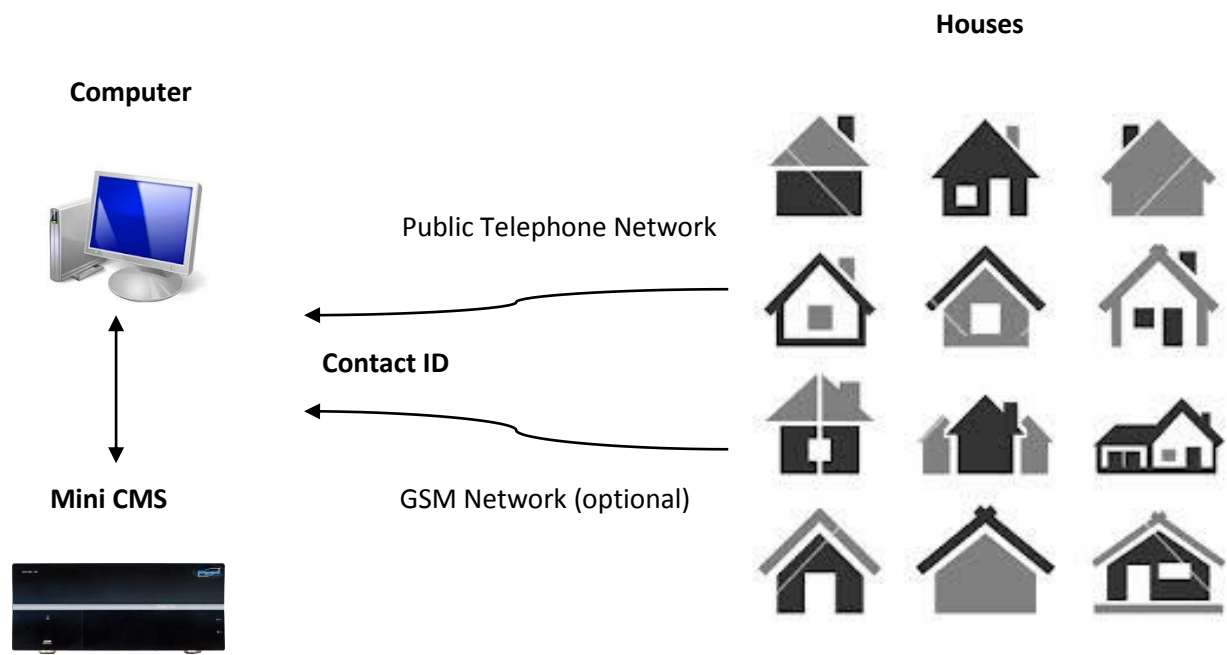 Houses
Computer
Public Telephone Network
Contact ID
Mini CMS
GSM Network (optional)